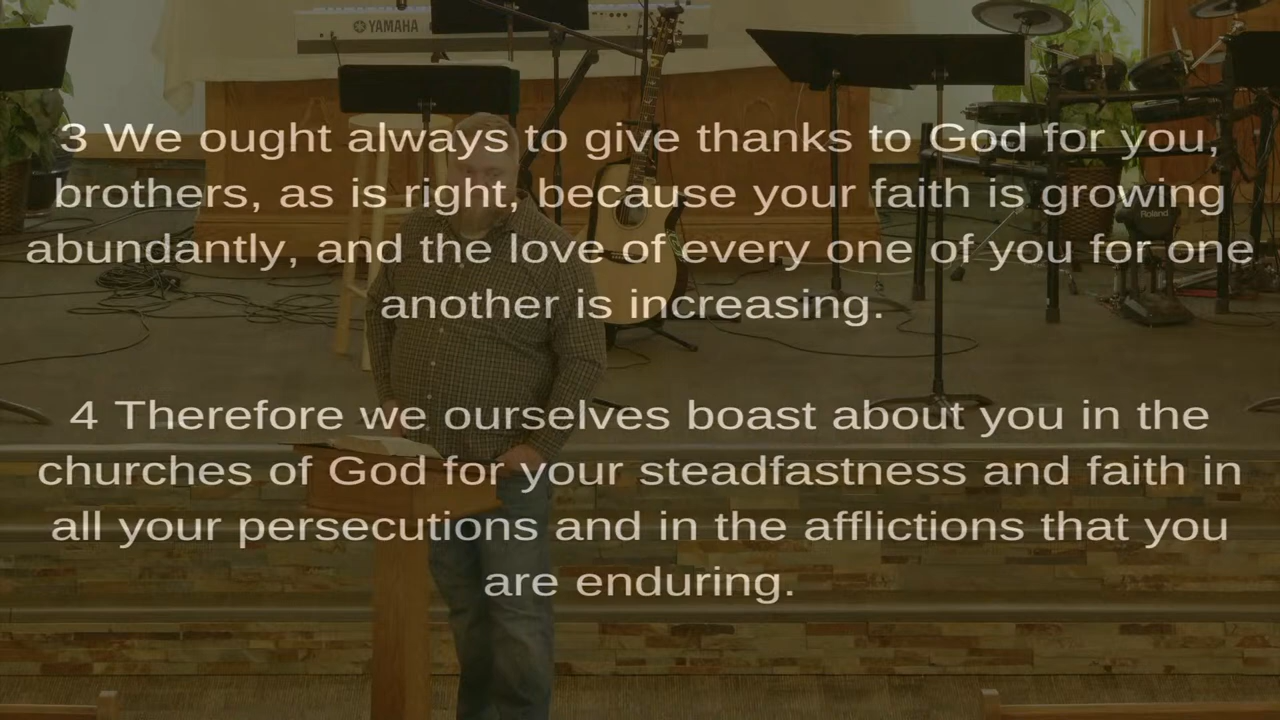 YAMAHA
3 We ought always to give thanks to God for you,
brothers, as is right, because your faith is growing
abundantly, and the love of every one of you for one
another is increasing.
4 Therefore we ourselves boast about you in the
churches of God for your steadfastness and faith in
all your persecutions and in the afflictions that you
are enduring.
Roland